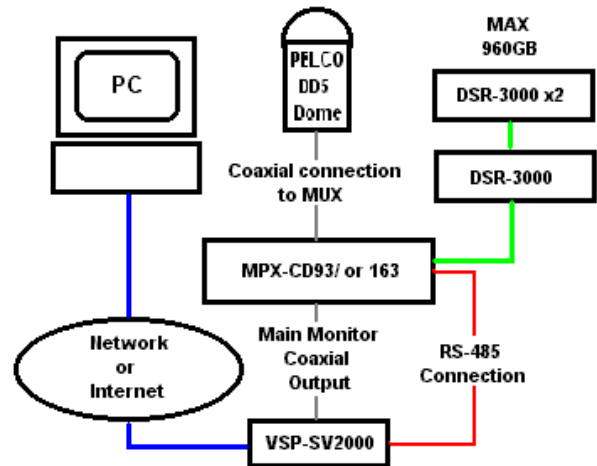 PC
PELCO
DD5
Dome
MAX
960GB
DSR-3000 x2
DSR-3000
Coaxial connection
to MUX
MPX-CD93/ or 163
Network
or
Internet
Main Monitor
Coaxial
Output
RS-485
Connection
VSP-SV2000